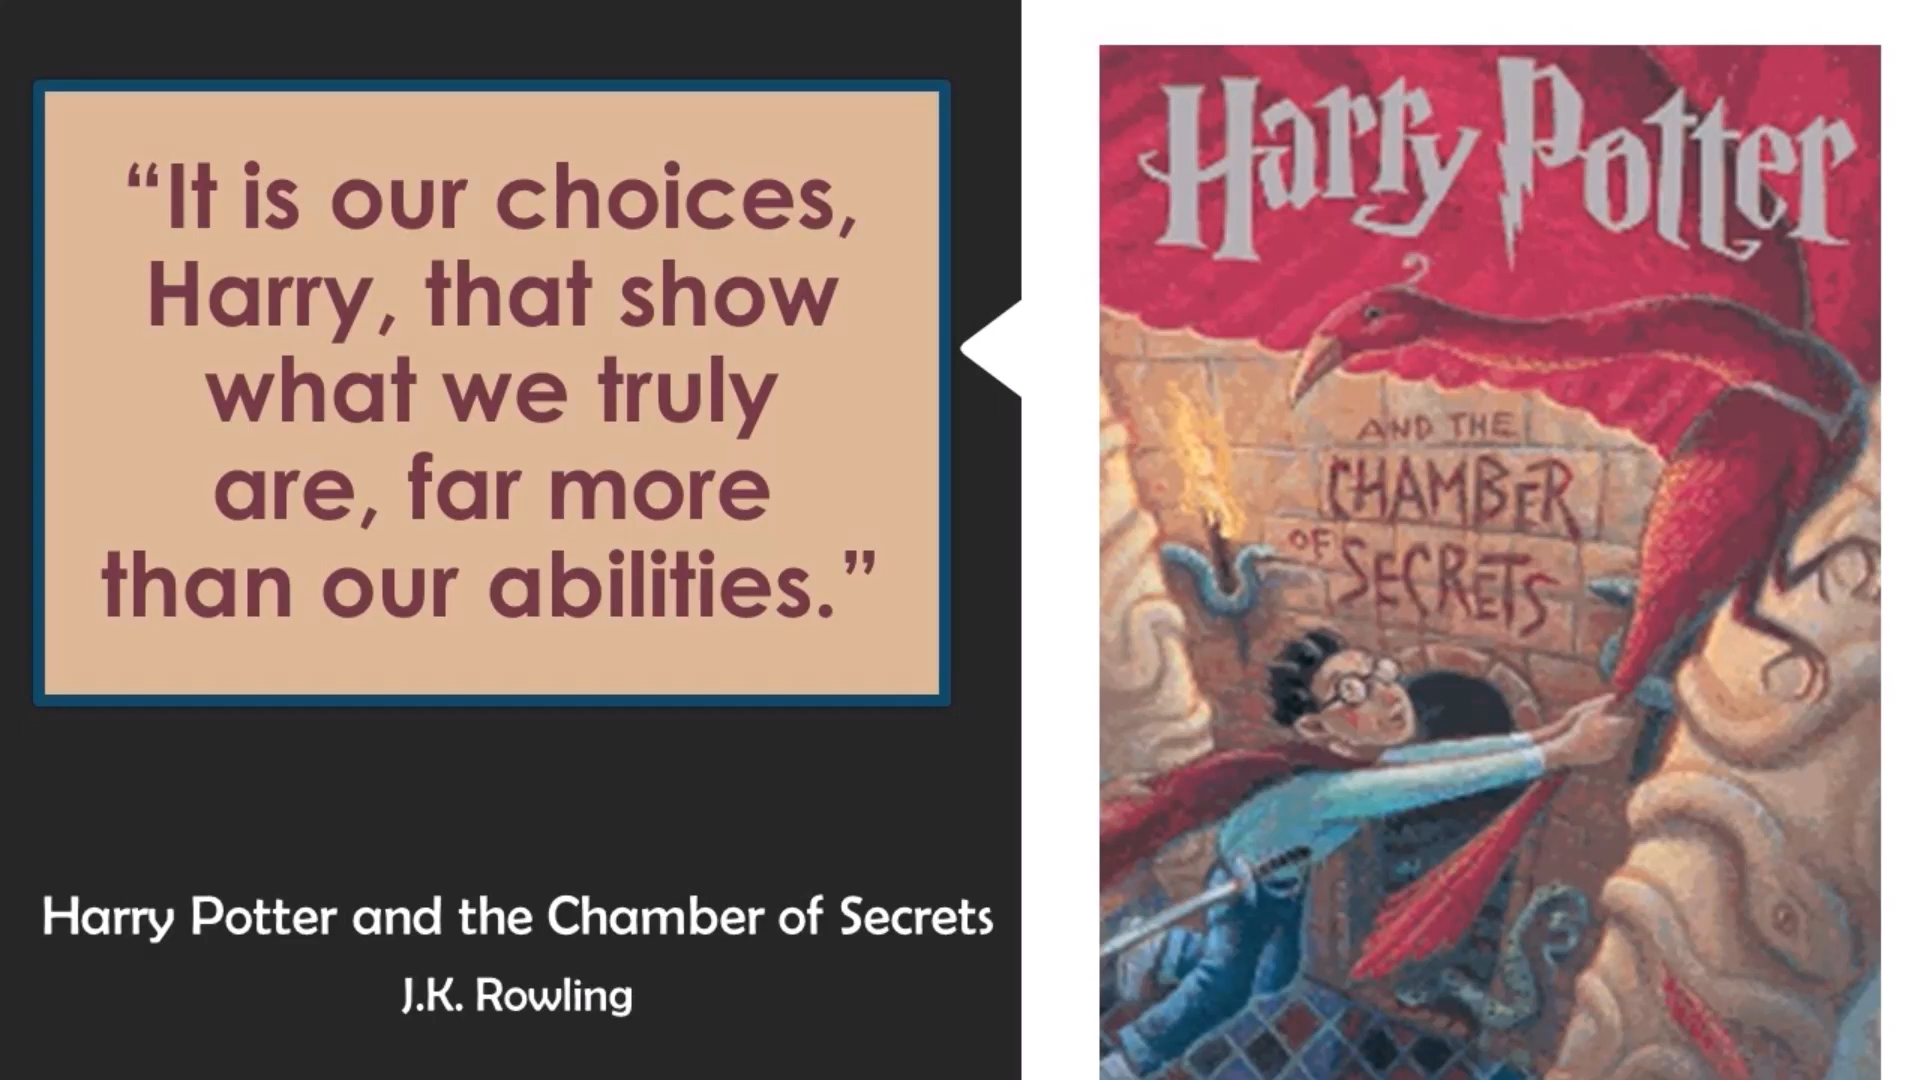 “It is our choices,
Harry, that show
what we truly
are, far more
than our abilities.”
Harry Potter and the Chamber of Secrets
J.K. Rowling
Harry Potter
AND THE
CHAMBER
OF SECRETS